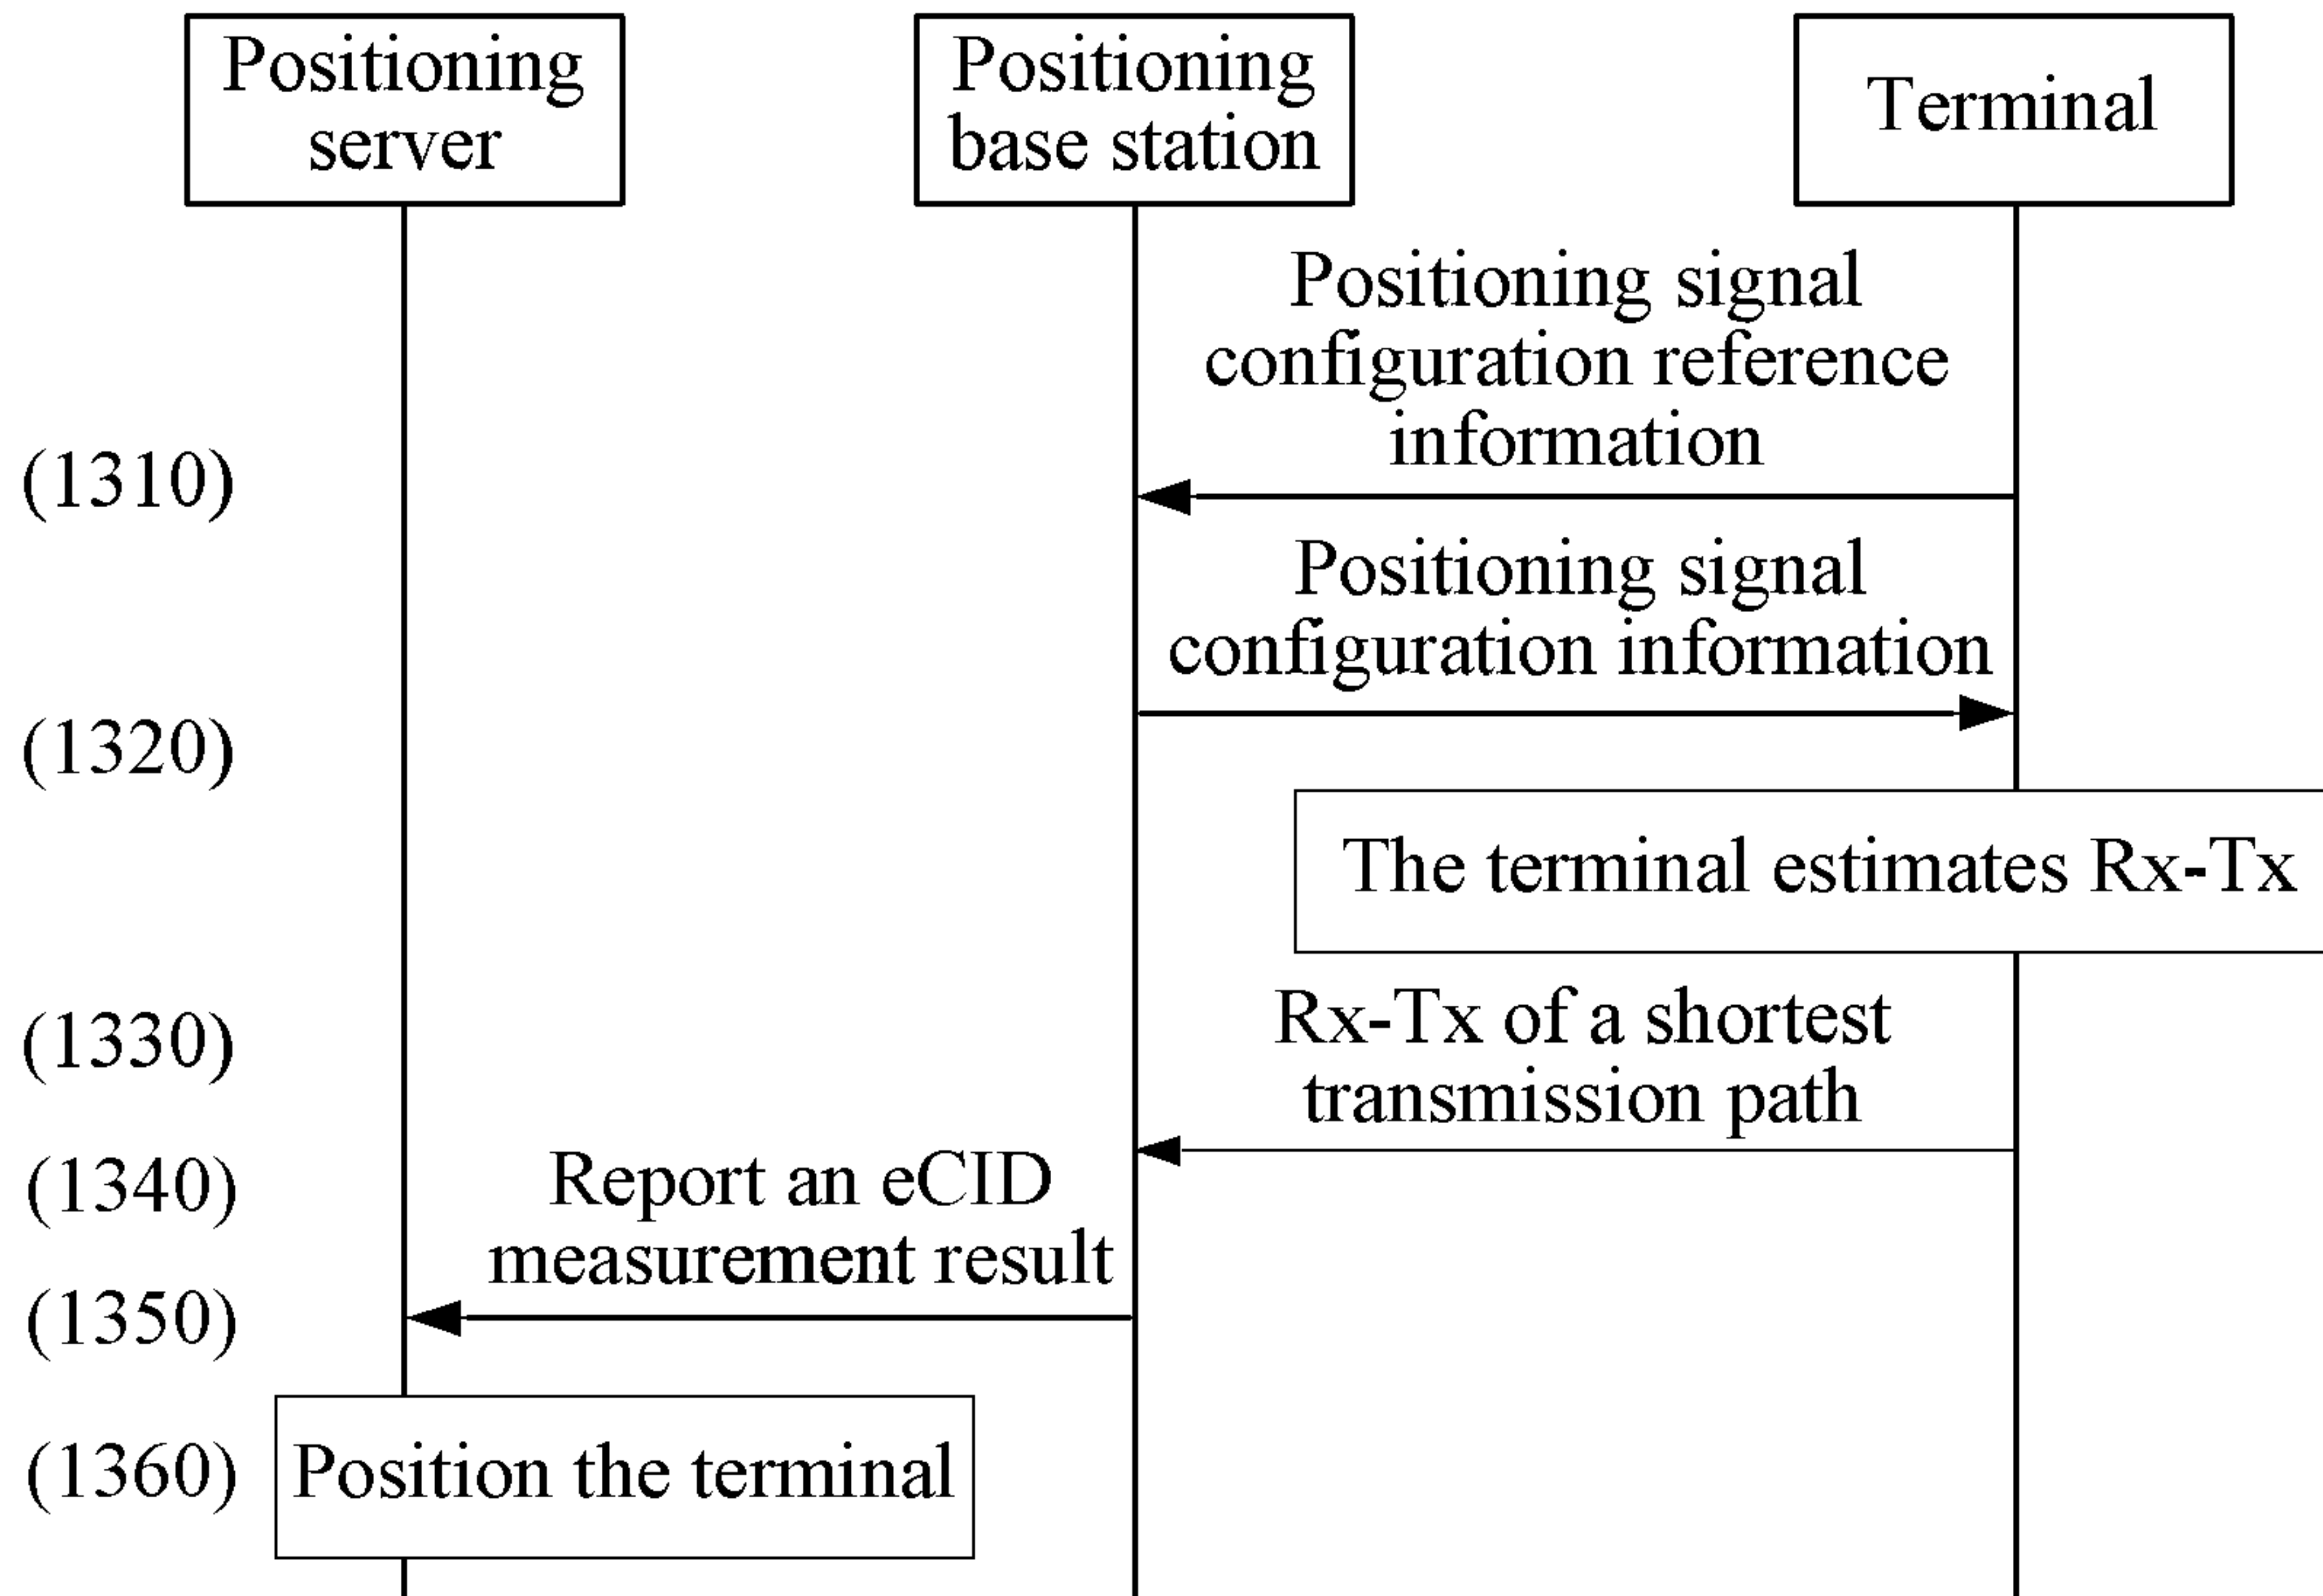 Positioning
server
Positioning
base station
Terminal
Positioning signal
configuration reference
information
(1310)
Positioning signal
configuration information
(1320)
The terminal estimates Rx-Tx
(1330)
Rx-Tx of a shortest
transmission path
(1340)
Report an eCID
measurement result
(1350)
(1360)
Position the terminal